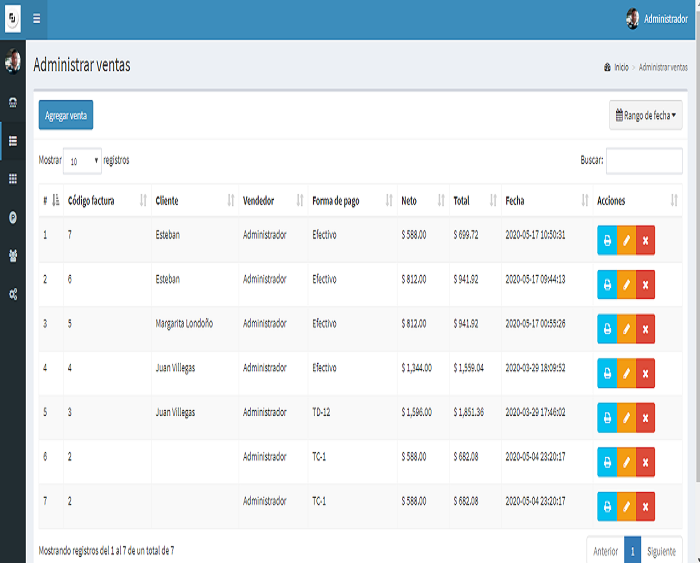 Administrador
Administrar ventas
Inicio > Administrar ventas
Agregar venta
Rango de fecha
Mostrar 10 registros
Buscar:
# Código factura Cliente Vendedor Forma de pago Neto Total Fecha Acciones
1 7 Esteban Administrador Efectivo $ 588.00 $ 699.72 2020-05-17 10:50:31
2 6 Esteban Administrador Efectivo $ 812.00 $ 941.92 2020-05-17 09:44:13
3 5 Margarita Londoño Administrador Efectivo $ 812.00 $ 941.92 2020-05-17 00:55:26
4 4 Juan Villegas Administrador Efectivo $ 1,344.00 $ 1,559.04 2020-03-29 18:09:52
5 3 Juan Villegas Administrador TD-12 $ 1,596.00 $ 1,851.36 2020-03-29 17:46:02
6 2 Administrador TC-1 $ 588.00 $ 682.08 2020-05-04 23:20:17
7 2 Administrador TC-1 $ 588.00 $ 682.08 2020-05-04 23:20:17
Mostrando registros del 1 al 7 de un total de 7
Anterior 1 Siguiente